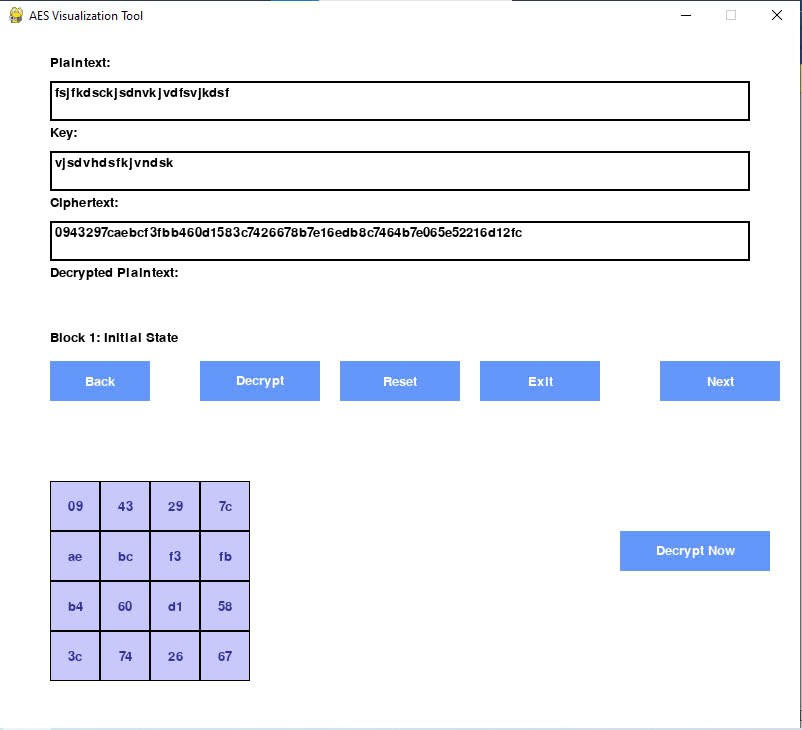 AES Visualization Tool
Plaintext:
fsjfkdsckjsdnvkjvdfsvjkdsf
Key:
vjsdvhdsfkjvndsk
Ciphertext:
0943297caebcf3fbb460d1583c7426678b7e16edb8c7464b7e065e52216d12fc
Decrypted Plaintext:
Block 1: Initial State
Back Decrypt Reset Exit Next
09 43 29 7c
ae bc f3 fb
Decrypt Now
b4 60 d1 58
3c 74 26 67